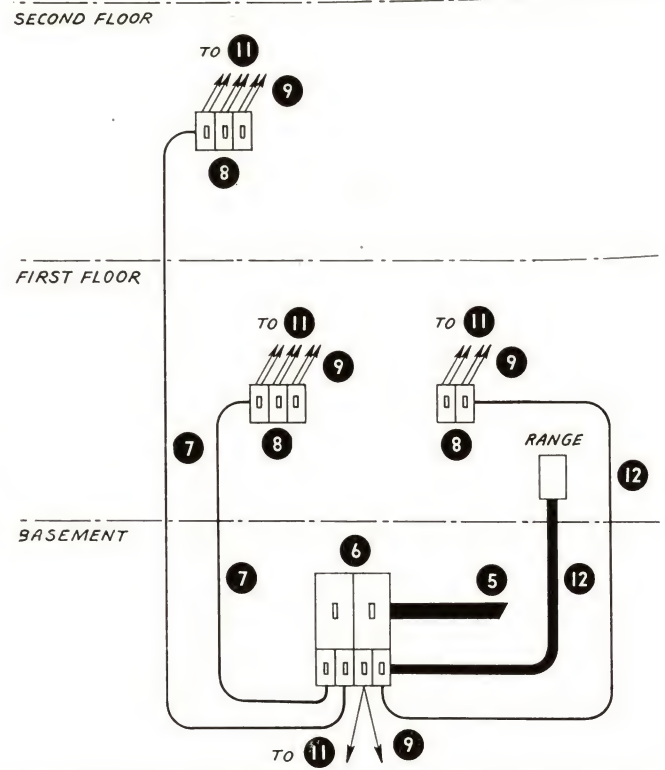 SECOND FLOOR
TO 11
9
8
FIRST FLOOR
TO 11
9
8
TO 11
9
8
RANGE
7
12
BASEMENT
6
7
5
12
TO 11
9